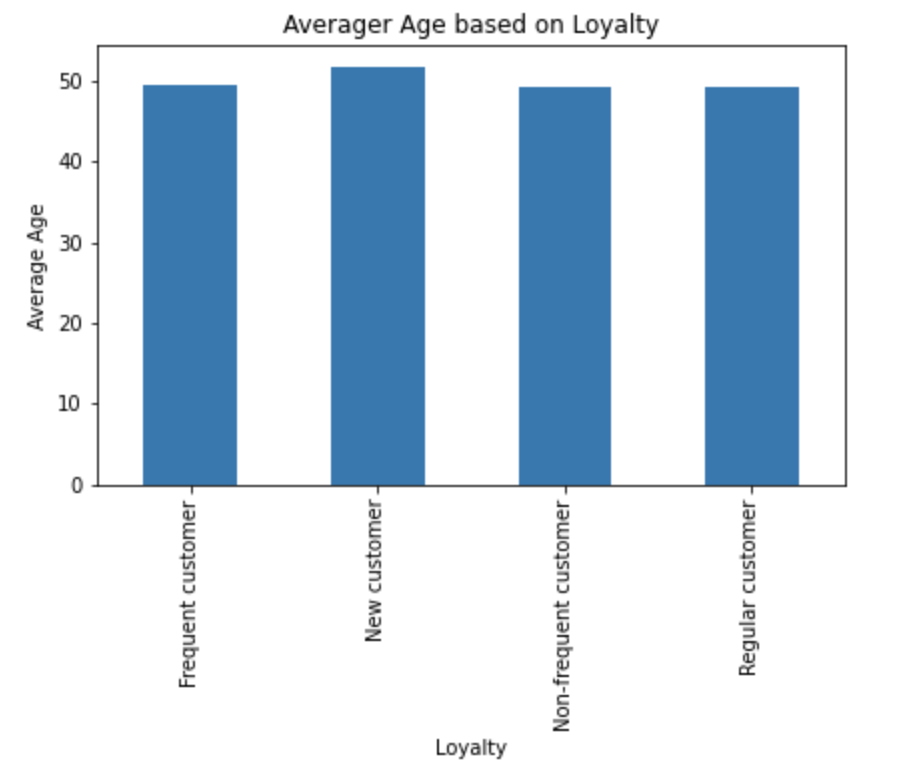 Averager Age based on Loyalty
50
40
30
20
10
0
Average Age
Frequent customer
New customer
Non-frequent customer
Regular customer
Loyalty